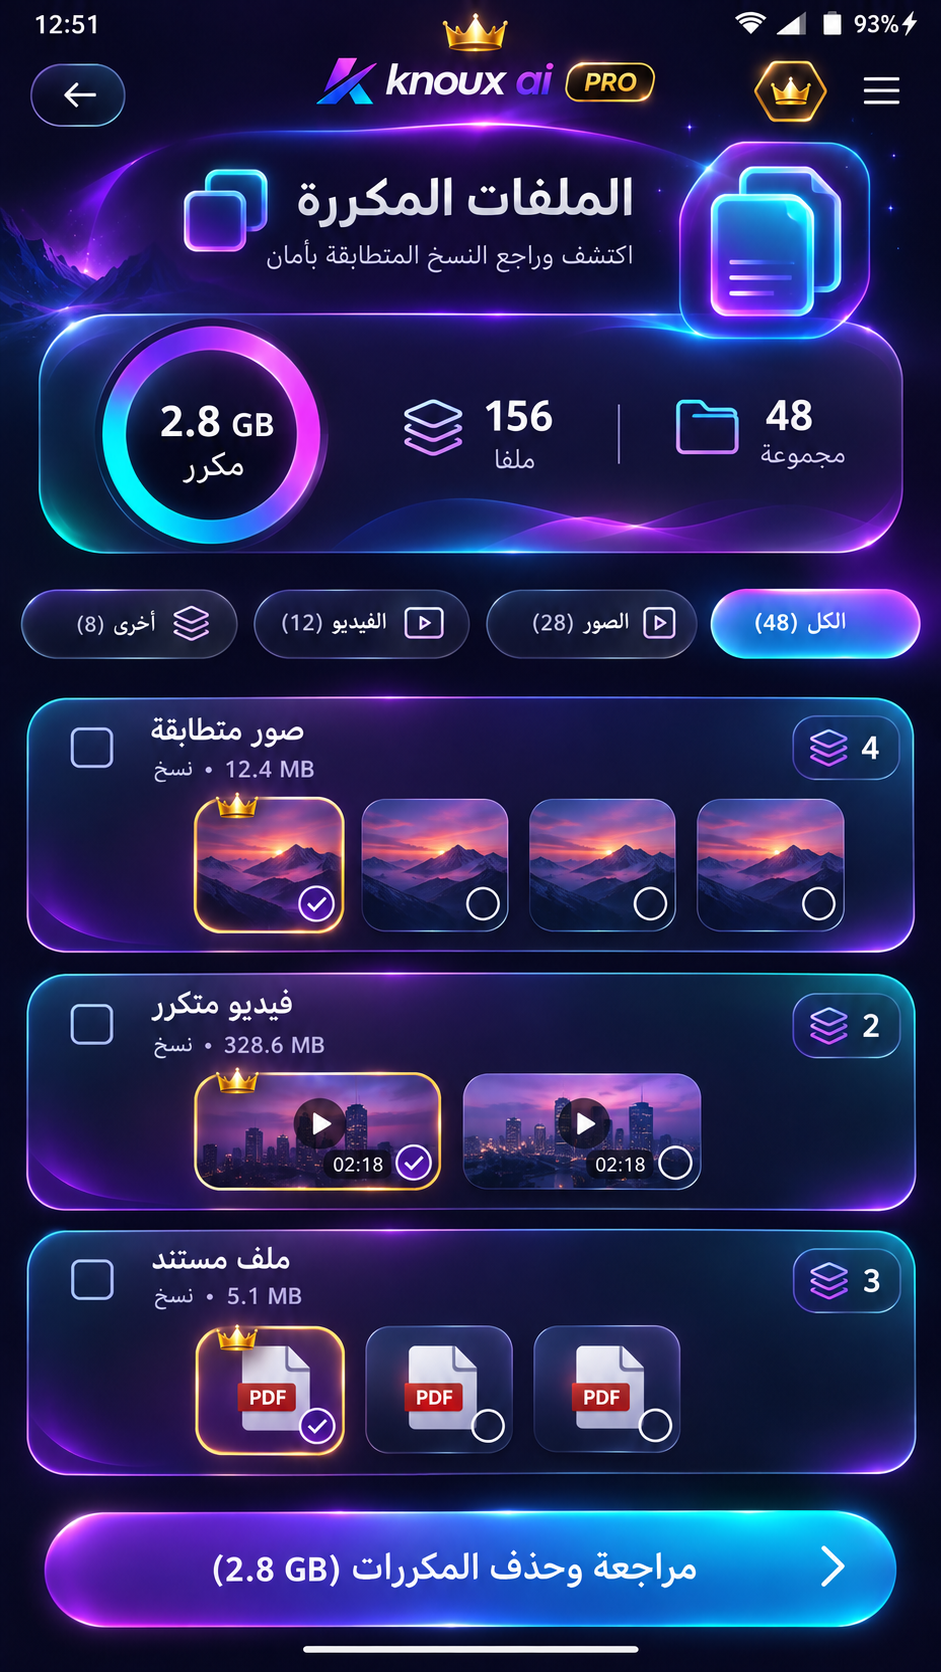 12:51
93%
knoux ai PRO
الملفات المكررة
اكتشف وراجع النسخ المتطابقة بأمان
48
مجموعة
156
ملفا
2.8 GB
مكرر
الكل (48)
الصور (28)
الفيديو (12)
أخرى (8)
صور متطابقة
12.4 MB • نسخ
4
فيديو متكرر
328.6 MB • نسخ
2
02:18
02:18
ملف مستند
5.1 MB • نسخ
3
PDF
PDF
PDF
مراجعة وحذف المكررات (2.8 GB)